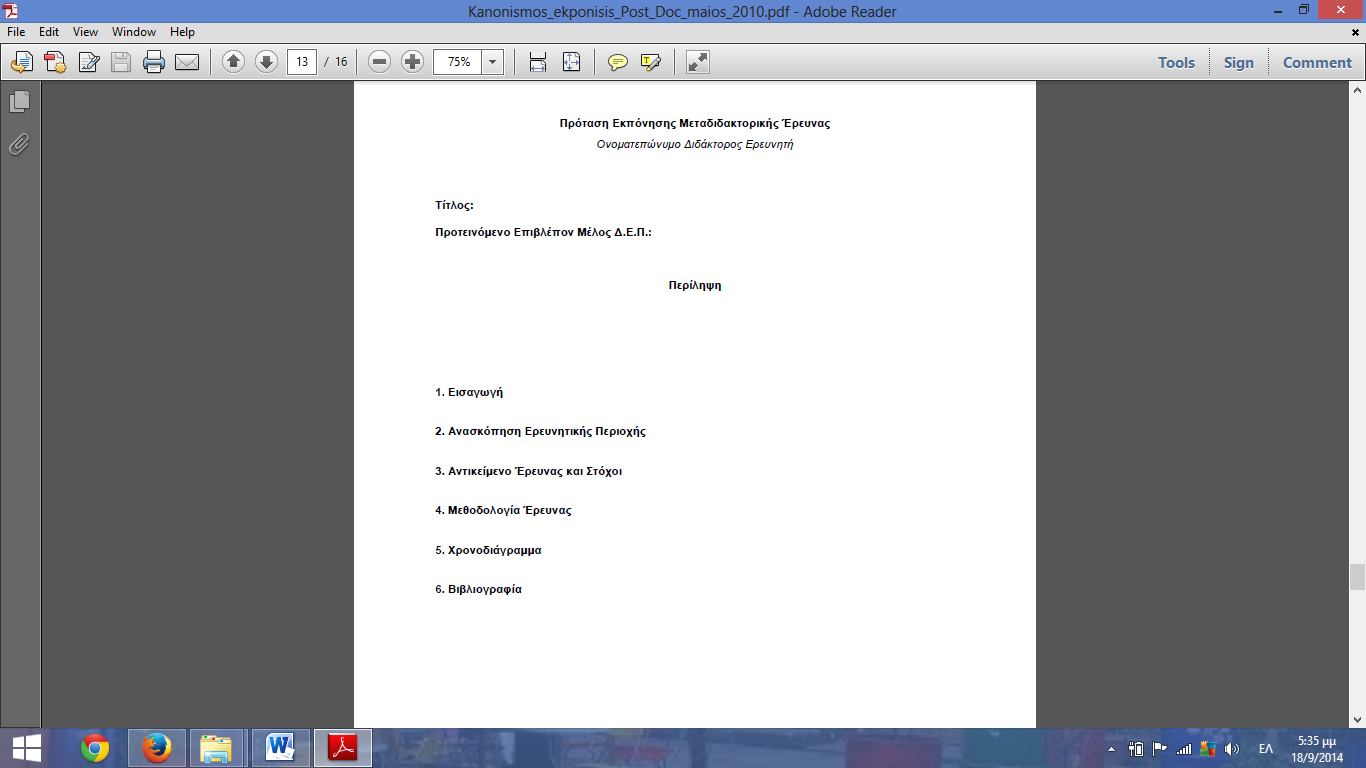 Kanonismos_ekponisis_Post_Doc_maios_2010.pdf - Adobe Reader
File Edit View Window Help
13 / 16 75% Tools Sign Comment
Πρόταση Εκπόνησης Μεταδιδακτορικής Έρευνας
Ονοματεπώνυμο Διδάκτορος Ερευνητή
Τίτλος:
Προτεινόμενο Επιβλέπον Μέλος Δ.Ε.Π.:
Περίληψη
1. Εισαγωγή
2. Ανασκόπηση Ερευνητικής Περιοχής
3. Αντικείμενο Έρευνας και Στόχοι
4. Μεθοδολογία Έρευνας
5. Χρονοδιάγραμμα
6. Βιβλιογραφία
ΕΛ 5:35 μμ
18/9/2014